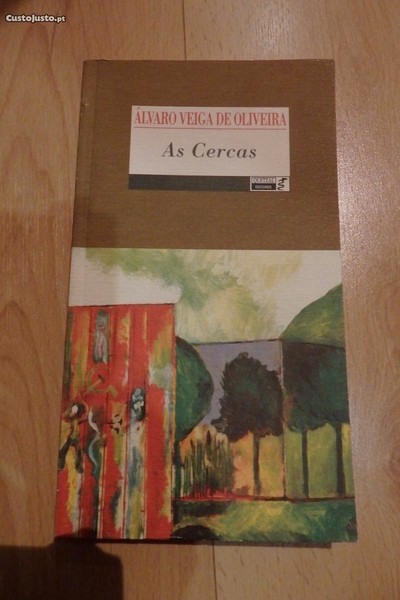 CustoJusto.pt
ÁLVARO VEIGA DE OLIVEIRA
As Cercas